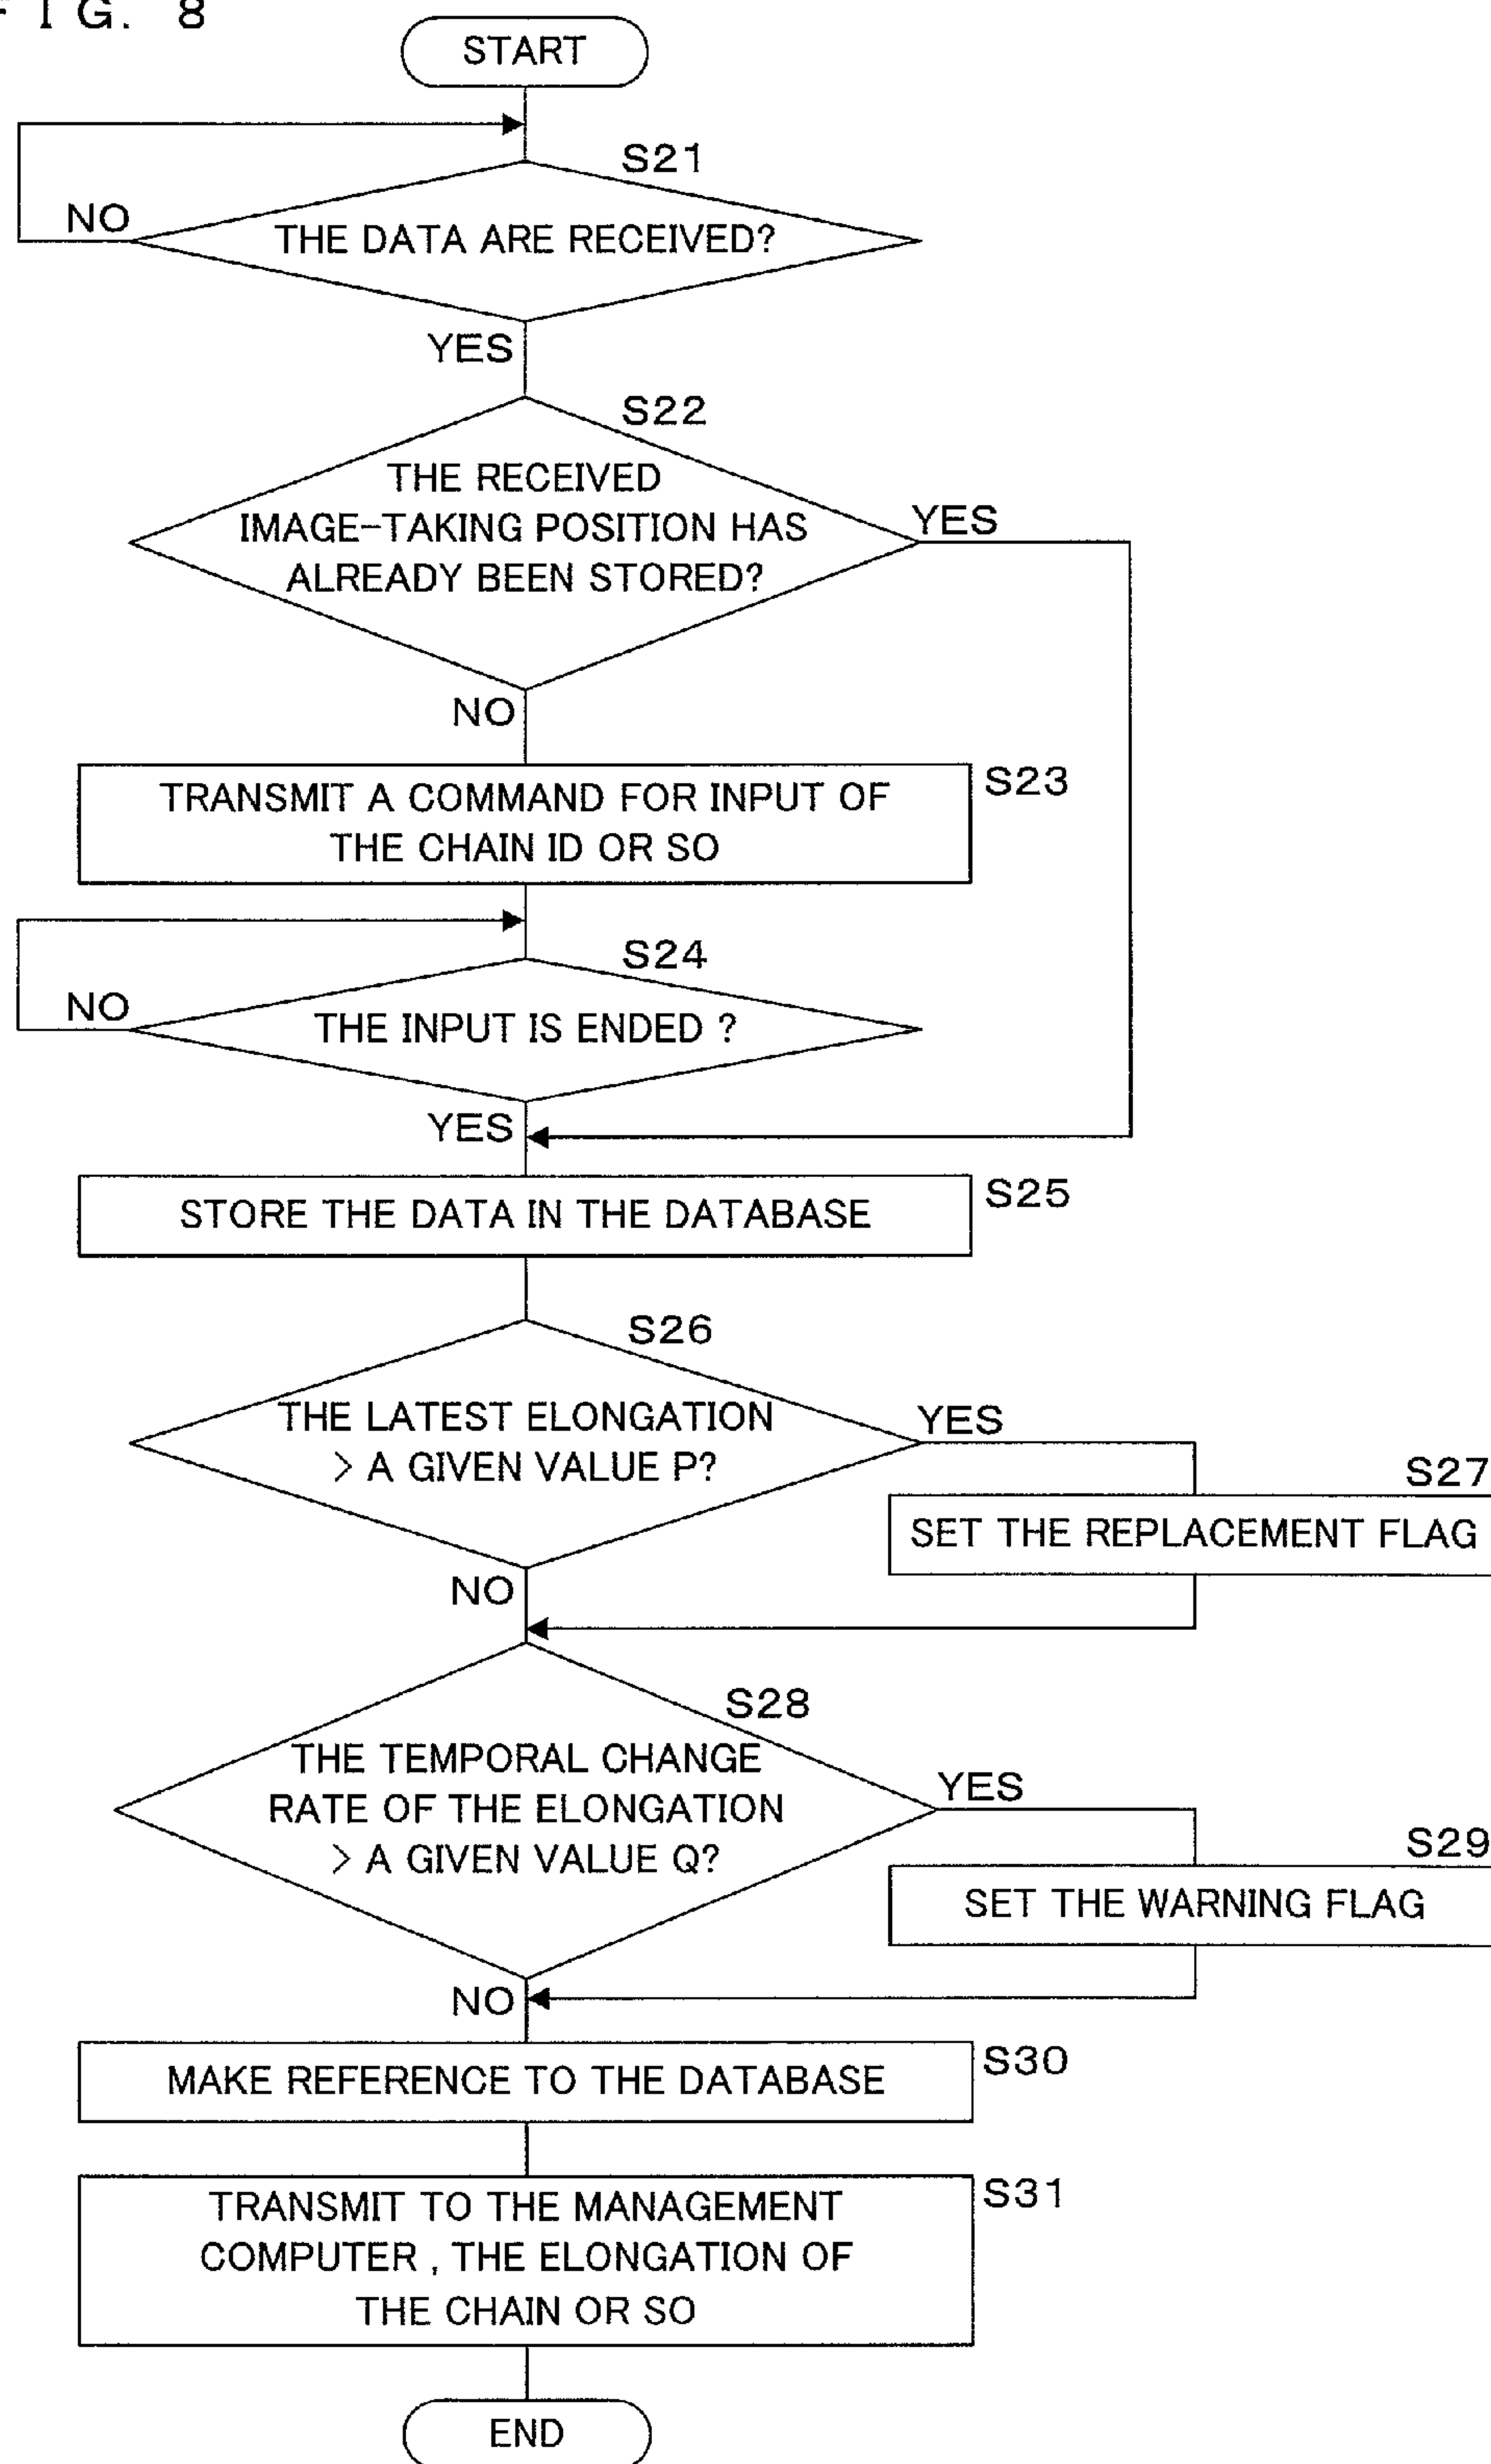 FIG. 8
START
S21
NO
THE DATA ARE RECEIVED?
YES
S22
THE RECEIVED
IMAGE-TAKING POSITION HAS
ALREADY BEEN STORED?
YES
NO
S23
TRANSMIT A COMMAND FOR INPUT OF
THE CHAIN ID OR SO
S24
NO
THE INPUT IS ENDED ?
YES
S25
STORE THE DATA IN THE DATABASE
S26
THE LATEST ELONGATION
> A GIVEN VALUE P?
YES
S27
SET THE REPLACEMENT FLAG
NO
S28
THE TEMPORAL CHANGE
RATE OF THE ELONGATION
> A GIVEN VALUE Q?
YES
S29
SET THE WARNING FLAG
NO
S30
MAKE REFERENCE TO THE DATABASE
S31
TRANSMIT TO THE MANAGEMENT
COMPUTER , THE ELONGATION OF
THE CHAIN OR SO
END